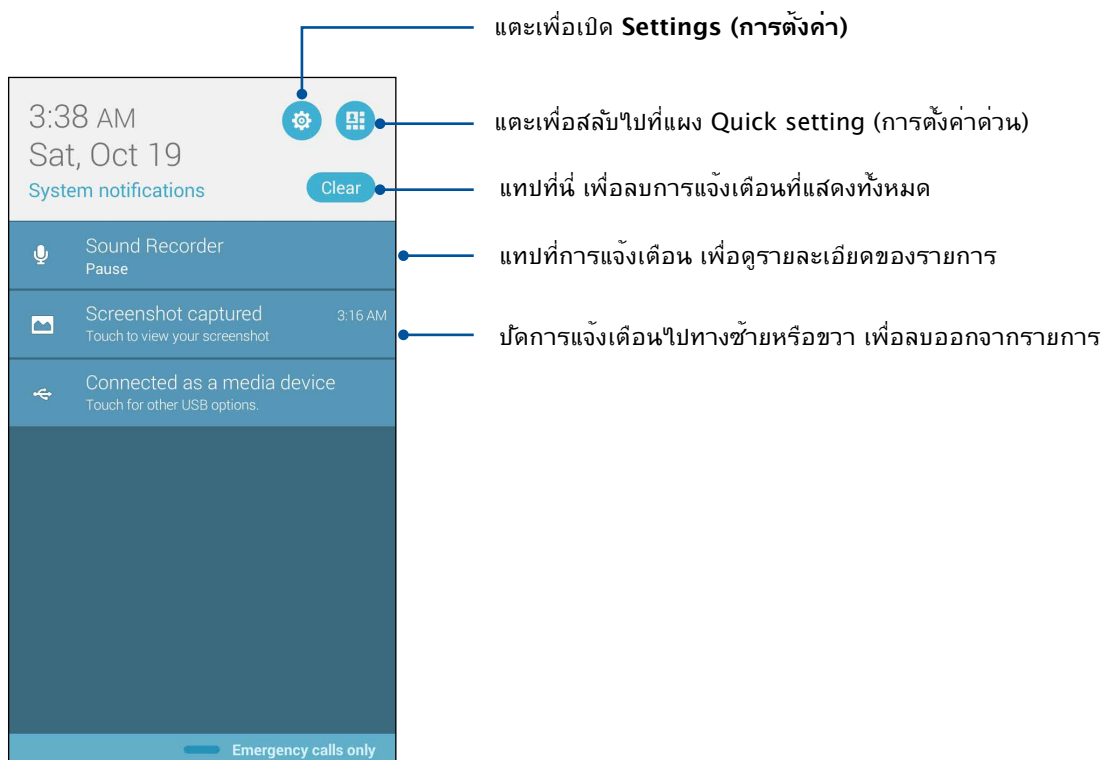 แตะเพื่อเปิด Settings (การตั้งค่า)
3:38 AM
Sat, Oct 19
System notifications
Clear
แตะเพื่อสลับไปที่แผง Quick setting (การตั้งค่าด่วน)
แทปที่นี่ เพื่อลบการแจ้งเตือนที่แสดงทั้งหมด
Sound Recorder
Pause
แทปที่การแจ้งเตือน เพื่อดูรายละเอียดของรายการ
Screenshot captured 3:16 AM
Touch to view your screenshot
ปัดการแจ้งเตือนไปทางซ้ายหรือขวา เพื่อลบออกจากรายการ
Connected as a media device
Touch for other USB options.
Emergency calls only